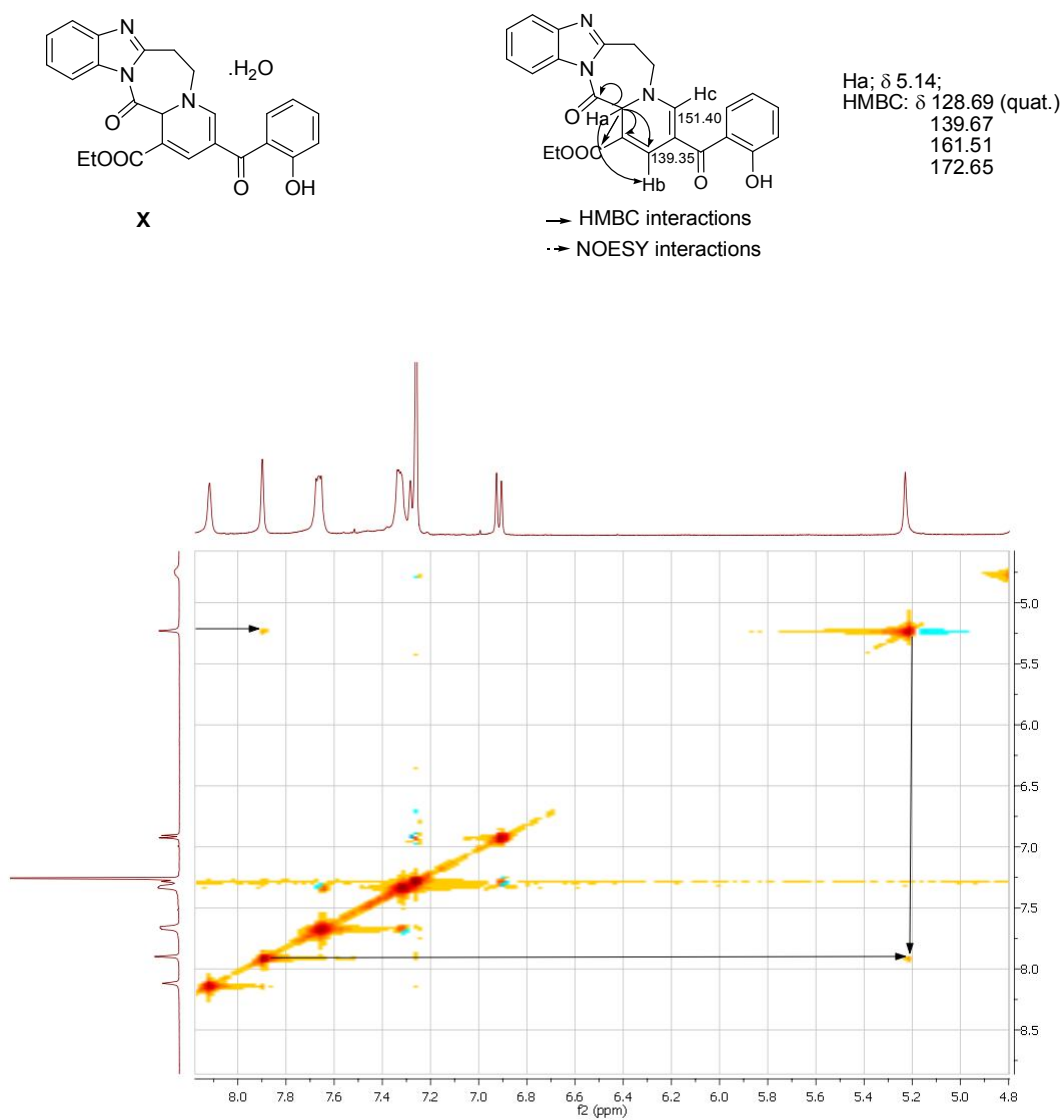 N
N
N
O
.H₂O
EtOOC
O
OH
X
N
N
N
O
Ha
Hc
151.40
EtOOC
139.35
Hb
O
OH
→ HMBC interactions
--► NOESY interactions
Ha; δ 5.14;
HMBC: δ 128.69 (quat.)
139.67
161.51
172.65
5.0
5.5
6.0
6.5
7.0
7.5
8.0
8.5
8.0 7.8 7.6 7.4 7.2 7.0 6.8 6.6 6.4 6.2 6.0 5.8 5.6 5.4 5.2 5.0 4.8
f2 (ppm)